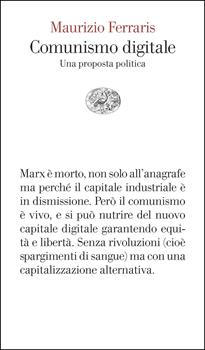 Maurizio Ferraris
Comunismo digitale
Una proposta politica
Marx è morto, non solo all’anagrafe
ma perché il capitale industriale è
in dismissione. Però il comunismo
è vivo, e si può nutrire del nuovo
capitale digitale garantendo equi-
tà e libertà. Senza rivoluzioni (cioè
spargimenti di sangue) ma con una
capitalizzazione alternativa.